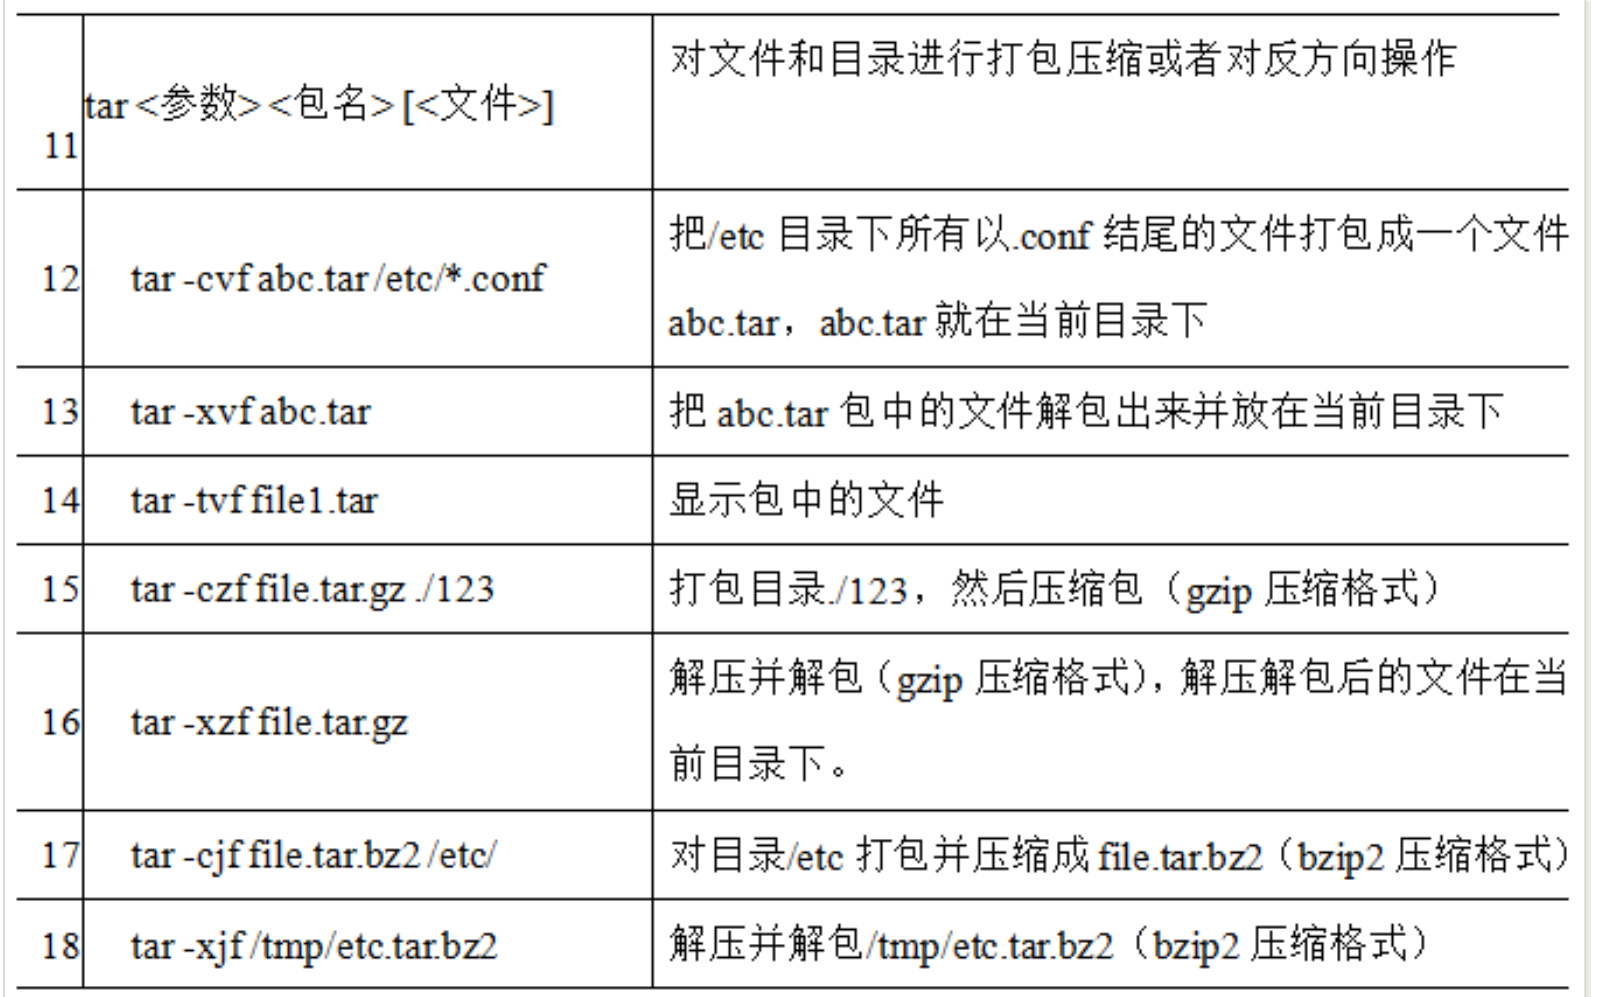 对文件和目录进行打包压缩或者对反方向操作
tar <参数><包名> [<文件>]
11
把/etc 目录下所有以.conf 结尾的文件打包成一个文件
12 tar -cvf abc.tar /etc/*.conf
abc.tar，abc.tar 就在当前目录下
13 tar -xvf abc.tar 把 abc.tar 包中的文件解包出来并放在当前目录下
14 tar -tvf file1.tar 显示包中的文件
15 tar -czf file.tar.gz ./123 打包目录./123，然后压缩包（gzip 压缩格式）
解压并解包（gzip 压缩格式），解压解包后的文件在当
16 tar -xzf file.tar.gz
前目录下。
17 tar -cjf file.tar.bz2 /etc/ 对目录/etc 打包并压缩成 file.tar.bz2（bzip2 压缩格式）
18 tar -xjf /tmp/etc.tar.bz2 解压并解包/tmp/etc.tar.bz2（bzip2 压缩格式）